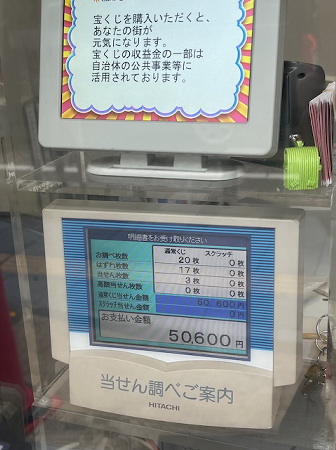 宝くじを購入いただくと、
あなたの街が
元気になります。
宝くじの収益金の一部は
自治体の公共事業等に
活用されております。
明細書をお受け取りください
通常くじ スクラッチ
お調べ枚数 20 枚 0 枚
はずれ枚数 17 枚 0 枚
当せん枚数 3 枚 0 枚
高額当せん枚数 0 枚 0 枚
通常くじ当せん金額 50,600 円
スクラッチ当せん金額 0 円
お支払い金額
50,600 円
当せん調べご案内
HITACHI